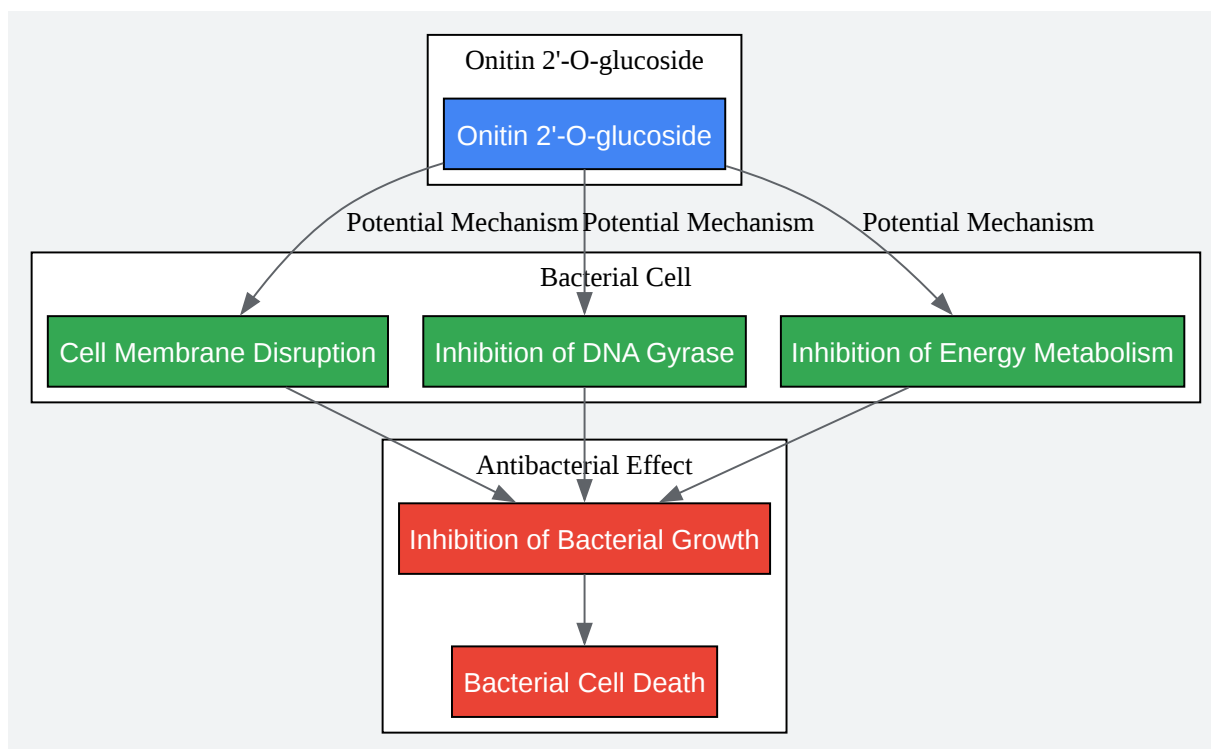 Onitin 2'-O-glucoside
Onitin 2'-O-glucoside
Potential Mechanism
Potential Mechanism
Potential Mechanism
Bacterial Cell
Cell Membrane Disruption
Inhibition of DNA Gyrase
Inhibition of Energy Metabolism
Antibacterial Effect
Inhibition of Bacterial Growth
Bacterial Cell Death